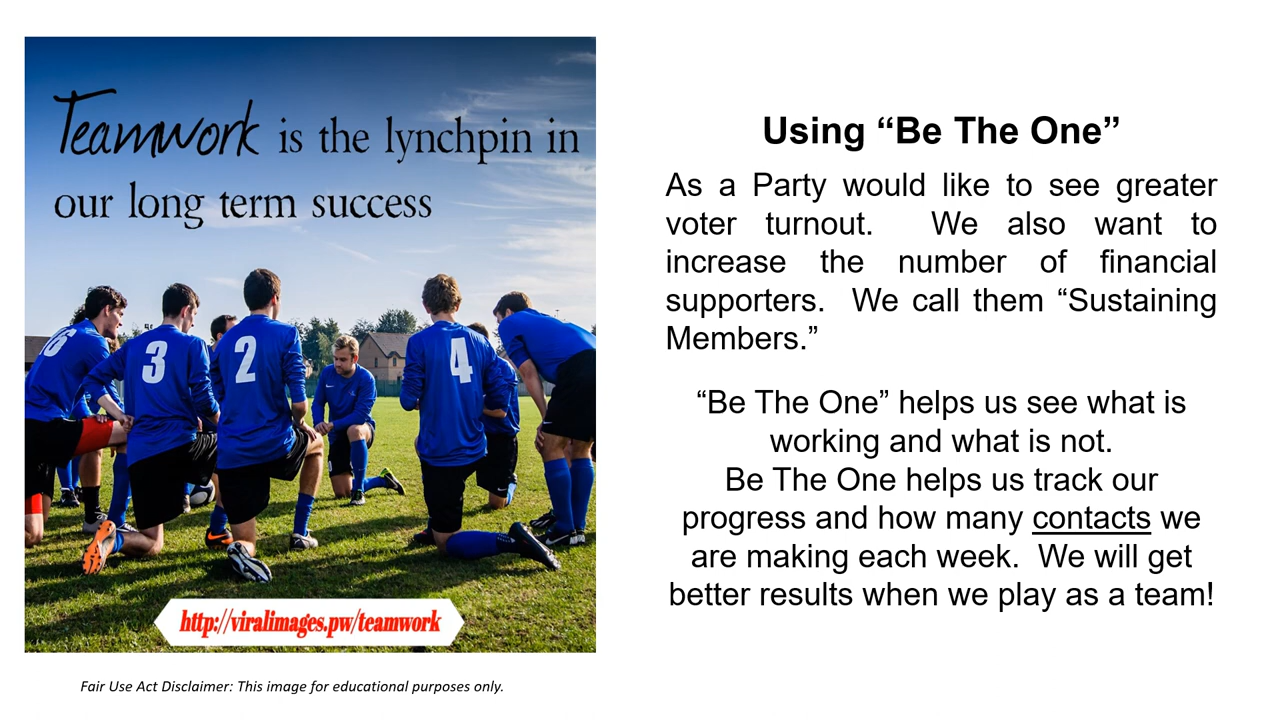 Teamwork is the lynchpin in
our long term success
16
3
2
4
http://viralimages.pw/teamwork
Fair Use Act Disclaimer: This image for educational purposes only.
Using “Be The One”
As a Party would like to see greater
voter turnout. We also want to
increase the number of financial
supporters. We call them “Sustaining
Members.”
“Be The One” helps us see what is
working and what is not.
Be The One helps us track our
progress and how many contacts we
are making each week. We will get
better results when we play as a team!